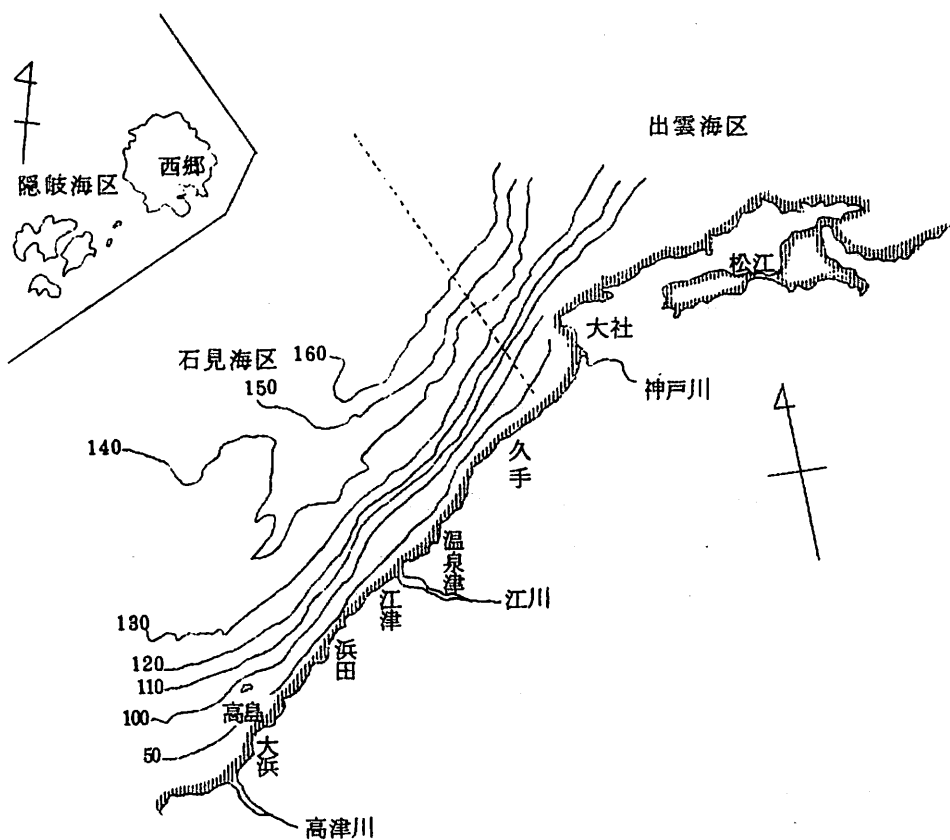 出雲海区
西郷
隠岐海区
松江
大社
石見海区
160
150
神戸川
140
久手
温泉津
江津
江川
130
浜田
120
110
100
高島
50
大浜
高津川